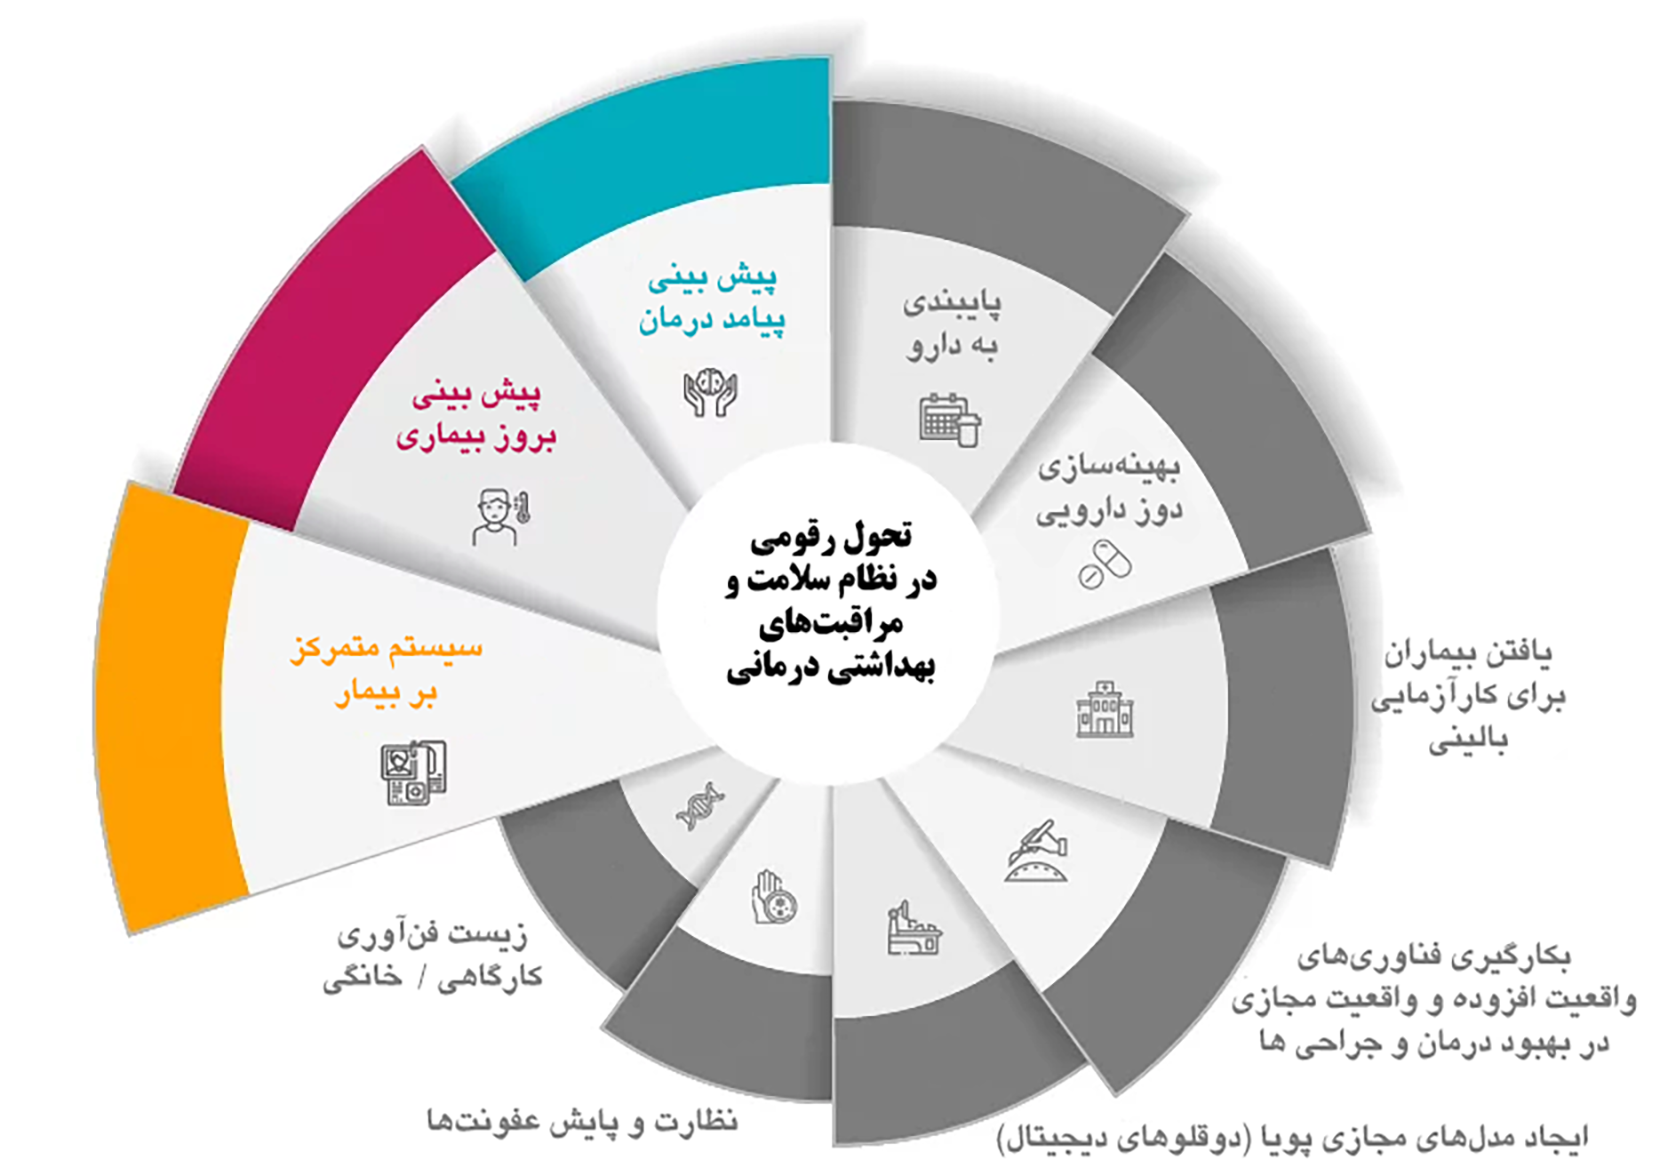 تحول رقومی
در نظام سلامت و
مراقبت‌های
بهداشتی درمانی
پایبندی
به دارو
بهینه‌سازی
دوز دارویی
یافتن بیماران
برای کارآزمایی
بالینی
بکارگیری فناوری‌های
واقعیت افزوده و واقعیت مجازی
در بهبود درمان و جراحی ها
ایجاد مدل‌های مجازی پویا (دوقلوهای دیجیتال)
نظارت و پایش عفونت‌ها
زیست فن‌آوری
کارگاهی / خانگی
سیستم متمرکز
بر بیمار
پیش بینی
بروز بیماری
پیش بینی
پیامد درمان